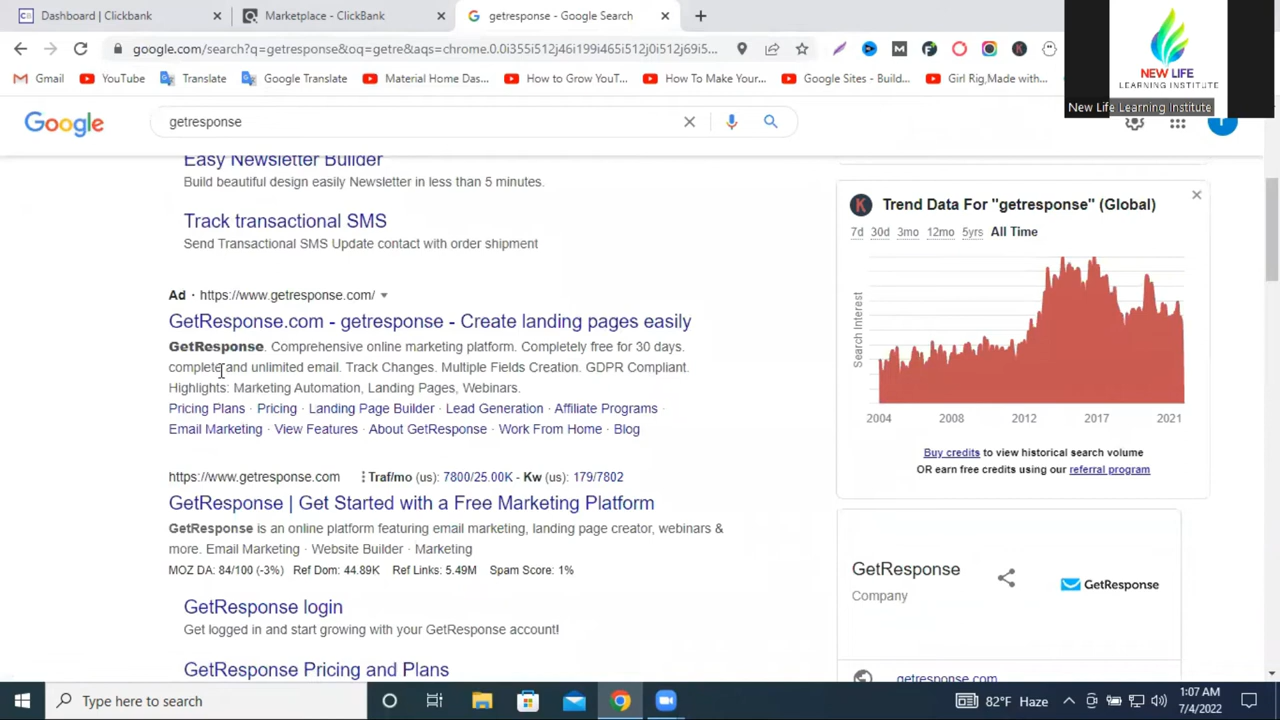 Dashboard | Clickbank
Marketplace - ClickBank
getresponse - Google Search
google.com/search?q=getresponse&oq=getre&aqs=chrome.0.0i355i512j46i199i465i512j0i512j69i5...
Gmail
YouTube
Translate
Google Translate
Material Home Das...
How to Grow YouT...
How To Make Your...
Google Sites - Build...
Girl Rig,Made with...
NEW LIFE
LEARNING INSTITUTE
New Life Learning Institute
Google
getresponse
Easy Newsletter Builder
Build beautiful design easily Newsletter in less than 5 minutes.
Track transactional SMS
Send Transactional SMS Update contact with order shipment
Ad · https://www.getresponse.com/
GetResponse.com - getresponse - Create landing pages easily
GetResponse. Comprehensive online marketing platform. Completely free for 30 days.
complete and unlimited email. Track Changes. Multiple Fields Creation. GDPR Compliant.
Highlights: Marketing Automation, Landing Pages, Webinars.
Pricing Plans · Pricing · Landing Page Builder · Lead Generation · Affiliate Programs ·
Email Marketing · View Features · About GetResponse · Work From Home · Blog
https://www.getresponse.com
Traf/mo (us): 7800/25.00K - Kw (us): 179/7802
GetResponse | Get Started with a Free Marketing Platform
GetResponse is an online platform featuring email marketing, landing page creator, webinars &
more. Email Marketing · Website Builder · Marketing
MOZ DA: 84/100 (-3%) Ref Dom: 44.89K Ref Links: 5.49M Spam Score: 1%
GetResponse login
Get logged in and start growing with your GetResponse account!
GetResponse Pricing and Plans
K
Trend Data For "getresponse" (Global)
7d 30d 3mo 12mo 5yrs All Time
Search Interest
2004 2008 2012 2017 2021
Buy credits to view historical search volume
OR earn free credits using our referral program
GetResponse
Company
GetResponse
getresponse.com
Type here to search
82°F Haze
1:07 AM
7/4/2022